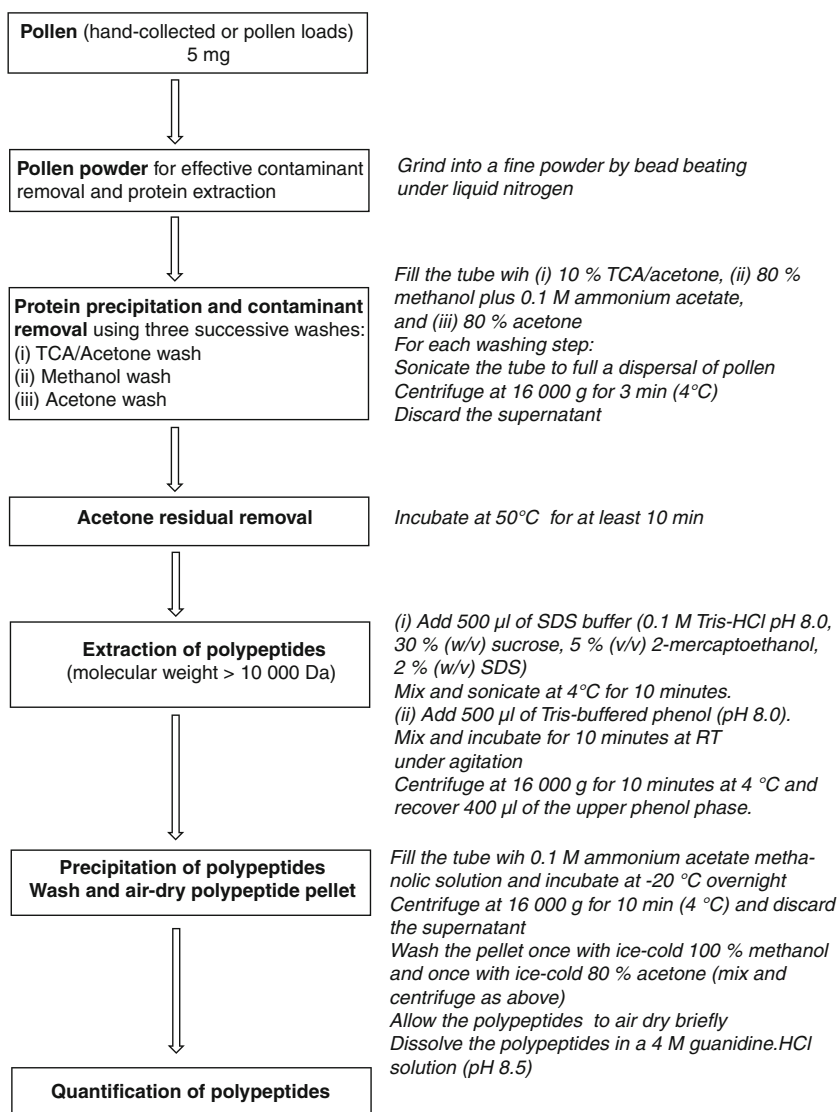 Pollen (hand-collected or pollen loads)
5 mg
Pollen powder for effective contaminant
removal and protein extraction
Grind into a fine powder by bead beating
under liquid nitrogen
Protein precipitation and contaminant
removal using three successive washes:
(i) TCA/Acetone wash
(ii) Methanol wash
(iii) Acetone wash
Fill the tube wih (i) 10 % TCA/acetone, (ii) 80 %
methanol plus 0.1 M ammonium acetate,
and (iii) 80 % acetone
For each washing step:
Sonicate the tube to full a dispersal of pollen
Centrifuge at 16 000 g for 3 min (4°C)
Discard the supernatant
Acetone residual removal
Incubate at 50°C for at least 10 min
Extraction of polypeptides
(molecular weight > 10 000 Da)
(i) Add 500 µl of SDS buffer (0.1 M Tris-HCl pH 8.0,
30 % (w/v) sucrose, 5 % (v/v) 2-mercaptoethanol,
2 % (w/v) SDS)
Mix and sonicate at 4°C for 10 minutes.
(ii) Add 500 µl of Tris-buffered phenol (pH 8.0).
Mix and incubate for 10 minutes at RT
under agitation
Centrifuge at 16 000 g for 10 minutes at 4 °C and
recover 400 µl of the upper phenol phase.
Precipitation of polypeptides
Wash and air-dry polypeptide pellet
Fill the tube wih 0.1 M ammonium acetate metha-
nolic solution and incubate at -20 °C overnight
Centrifuge at 16 000 g for 10 min (4 °C) and discard
the supernatant
Wash the pellet once with ice-cold 100 % methanol
and once with ice-cold 80 % acetone (mix and
centrifuge as above)
Allow the polypeptides to air dry briefly
Dissolve the polypeptides in a 4 M guanidine.HCl
solution (pH 8.5)
Quantification of polypeptides